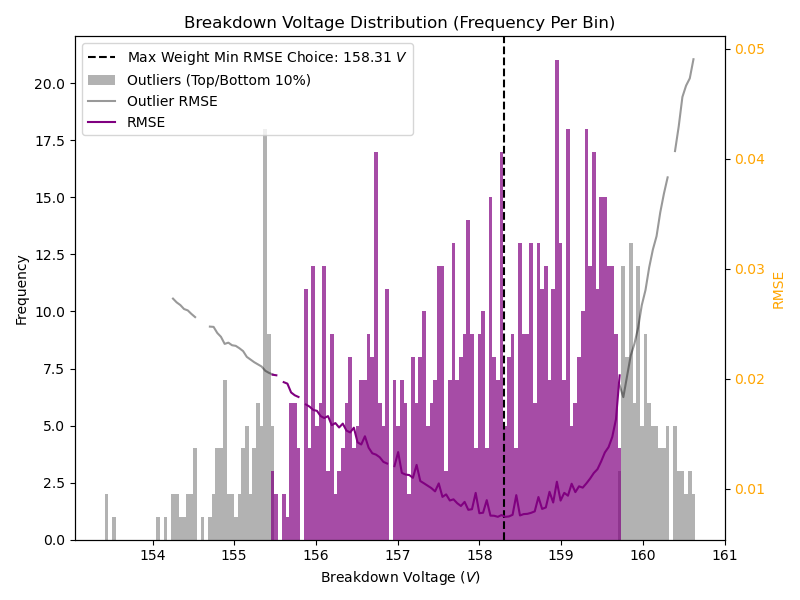 Breakdown Voltage Distribution (Frequency Per Bin)
Max Weight Min RMSE Choice: 158.31 V
Outliers (Top/Bottom 10%)
Outlier RMSE
RMSE
20.0
17.5
15.0
12.5
10.0
7.5
5.0
2.5
0.0
Frequency
0.05
0.04
0.03
0.02
0.01
RMSE
154 155 156 157 158 159 160 161
Breakdown Voltage (V)